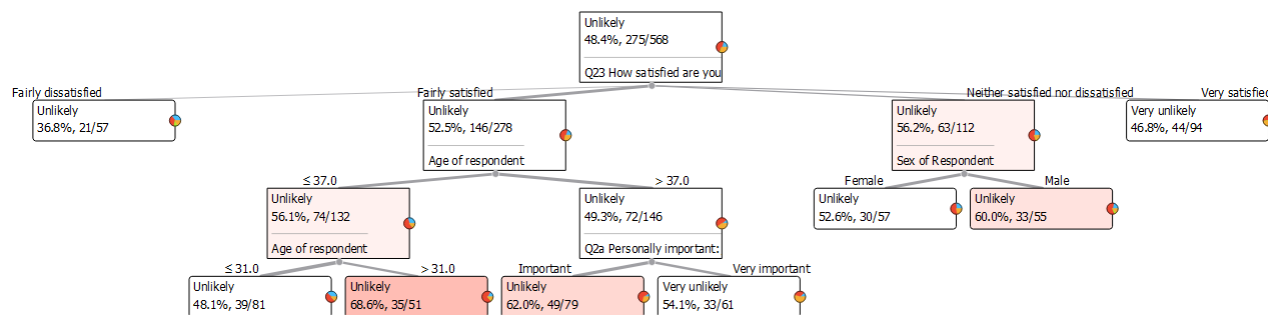 Unlikely
48.4%, 275/568
Q23 How satisfied are you
Fairly dissatisfied
Fairly satisfied
Neither satisfied nor dissatisfied
Very satisfied
Unlikely
36.8%, 21/57
Unlikely
52.5%, 146/278
Age of respondent
Unlikely
56.2%, 63/112
Sex of Respondent
Very unlikely
46.8%, 44/94
≤ 37.0
> 37.0
Female
Male
Unlikely
56.1%, 74/132
Age of respondent
Unlikely
49.3%, 72/146
Q2a Personally important:
Unlikely
52.6%, 30/57
Unlikely
60.0%, 33/55
≤ 31.0
> 31.0
Important
Very important
Unlikely
48.1%, 39/81
Unlikely
68.6%, 35/51
Unlikely
62.0%, 49/79
Very unlikely
54.1%, 33/61